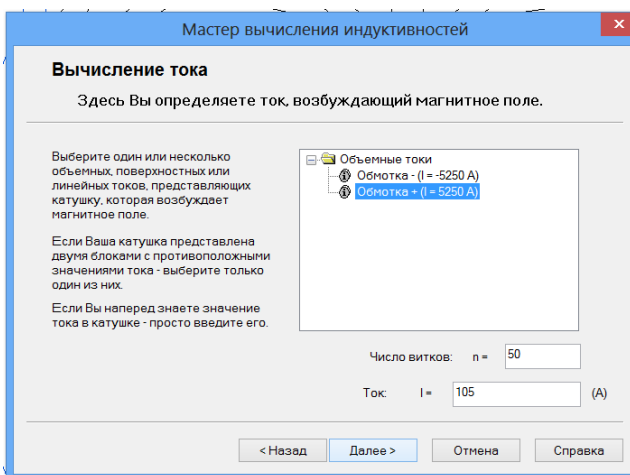 Мастер вычисления индуктивностей
Вычисление тока
Здесь Вы определяете ток, возбуждающий магнитное поле.
Выберите один или несколько
объемных, поверхностных или
линейных токов, представляющих
катушку, которая возбуждает
магнитное поле.
Если Ваша катушка представлена
двумя блоками с противоположными
значениями тока - выберите только
один из них.
Если Вы наперед знаете значение
тока в катушке - просто введите его.
Объемные токи
Обмотка - (I = -5250 A)
Обмотка + (I = 5250 A)
Число витков: n = 50
Ток: I = 105 (A)
< Назад Далее > Отмена Справка